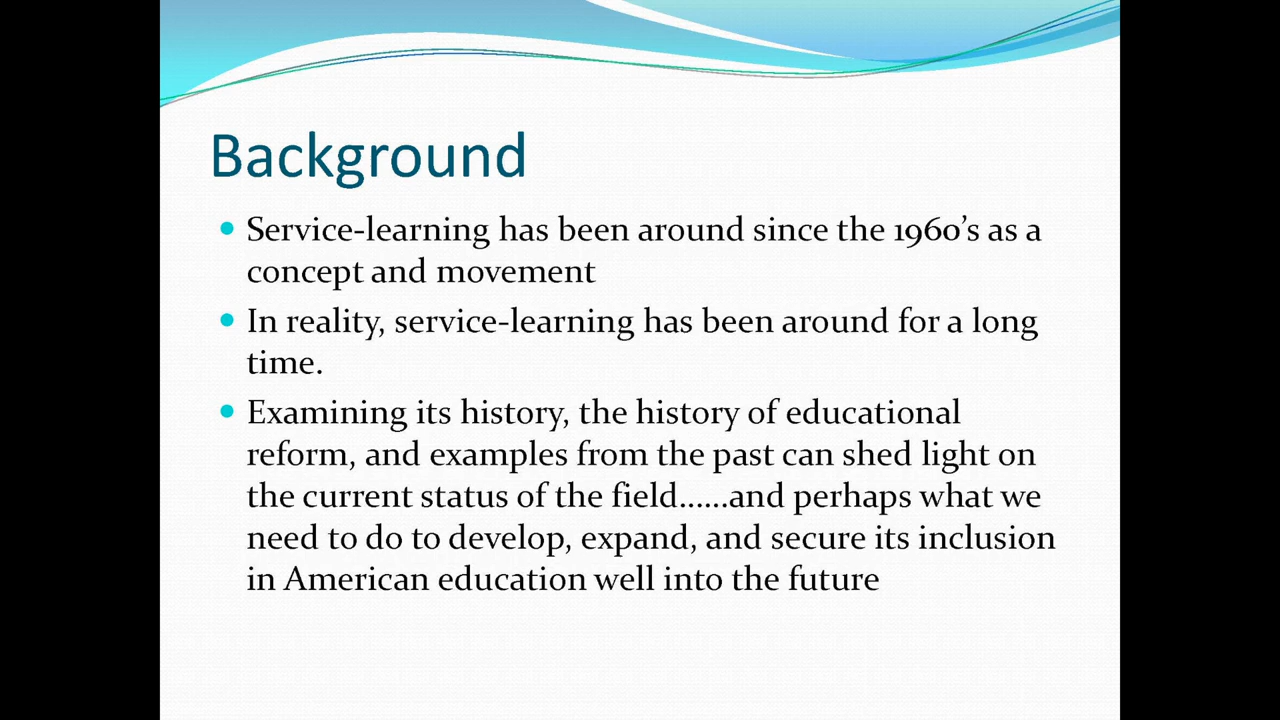 Background
• Service-learning has been around since the 1960’s as a
concept and movement
• In reality, service-learning has been around for a long
time.
• Examining its history, the history of educational
reform, and examples from the past can shed light on
the current status of the field……and perhaps what we
need to do to develop, expand, and secure its inclusion
in American education well into the future